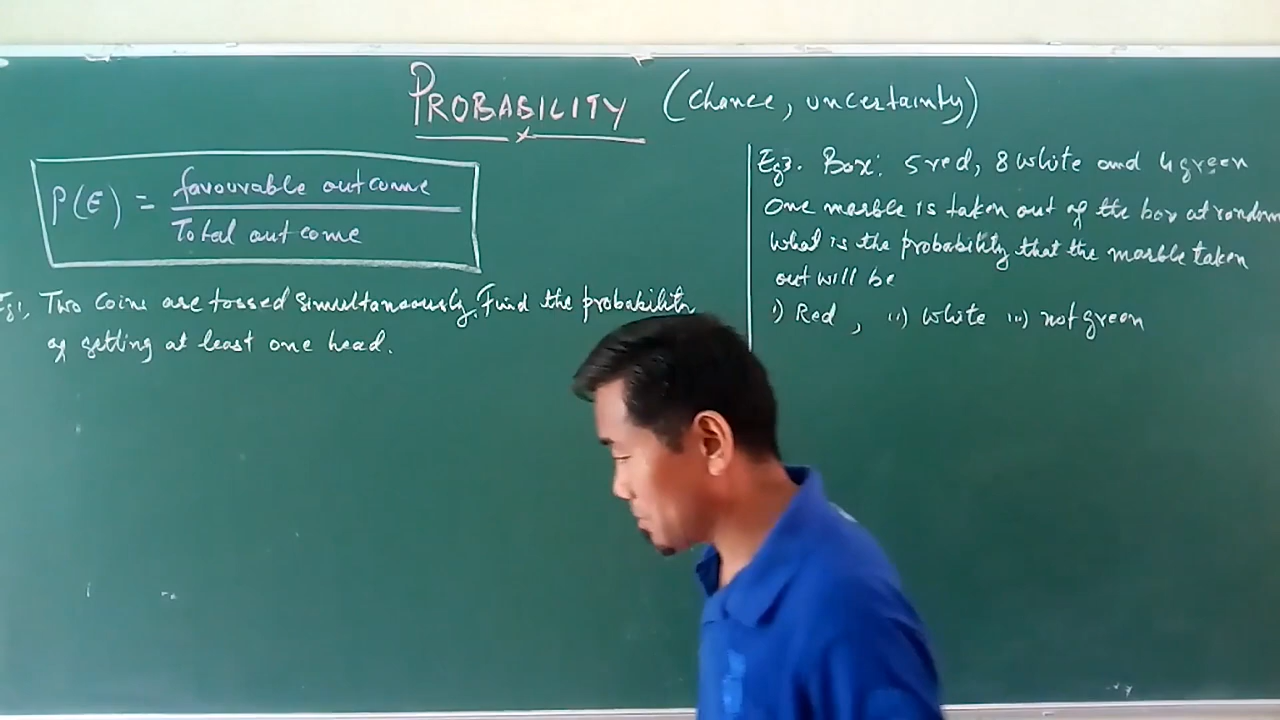 PROBABILITY (Chance, uncertainty)
P(E) = favourable outcome
Total outcome
Eg1, Two coins are tossed simultaneously. Find the probability
of getting at least one head.
Eg3. Box: 5 red, 8 white and 4 green
One marble is taken out of the box at random
What is the probability that the marble taken
out will be
i) Red, ii) white iii) not green